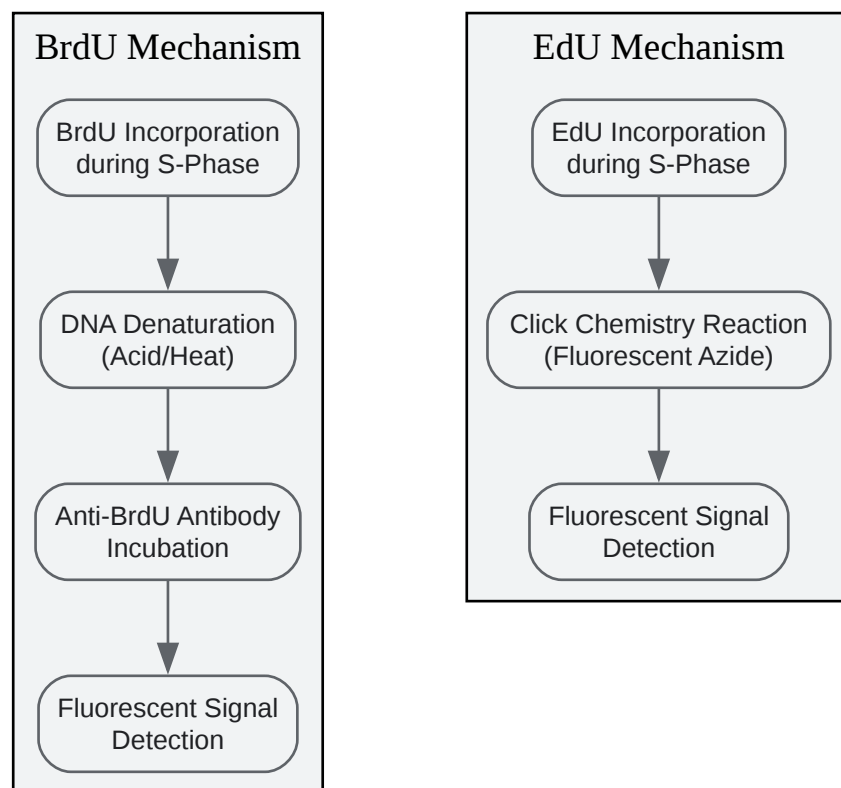 BrdU Mechanism
BrdU Incorporation
during S-Phase
DNA Denaturation
(Acid/Heat)
Anti-BrdU Antibody
Incubation
Fluorescent Signal
Detection
EdU Mechanism
EdU Incorporation
during S-Phase
Click Chemistry Reaction
(Fluorescent Azide)
Fluorescent Signal
Detection